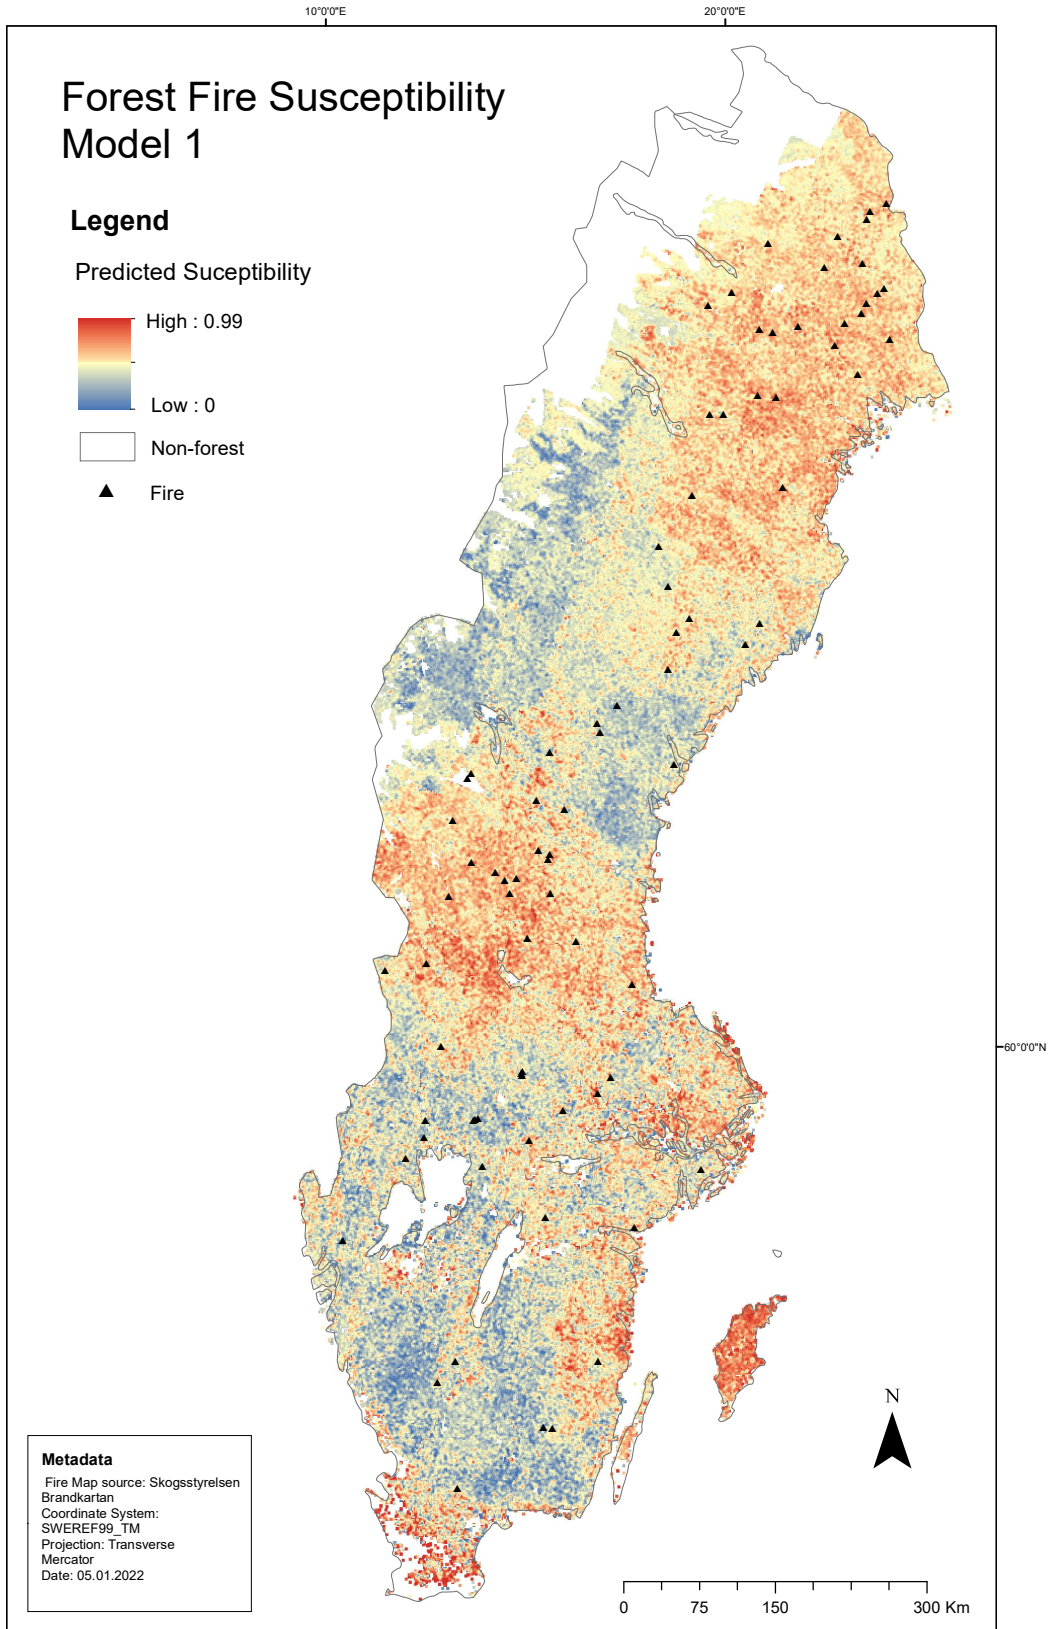 10°0'0"E
20°0'0"E
Forest Fire Susceptibility
Model 1
Legend
Predicted Suceptibility
High : 0.99
Low : 0
Non-forest
Fire
60°0'0"N
N
Metadata
Fire Map source: Skogsstyrelsen
Brandkartan
Coordinate System:
SWEREF99_TM
Projection: Transverse
Mercator
Date: 05.01.2022
0 75 150 300 Km